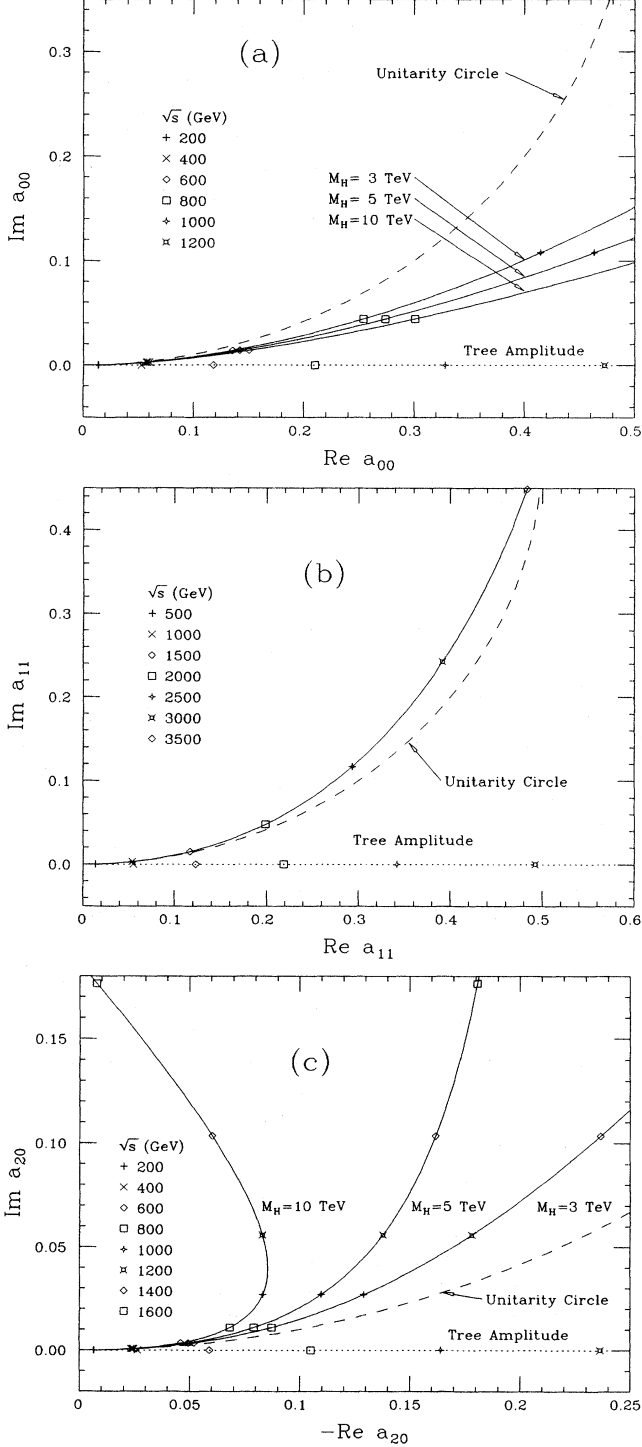 (a)
Unitarity Circle
√s (GeV)
200
400
600
800
1000
1200
M_H= 3 TeV
M_H= 5 TeV
M_H=10 TeV
Tree Amplitude
0.3
0.2
0.1
0.0
Im a_00
0 0.1 0.2 0.3 0.4 0.5
Re a_00
(b)
√s (GeV)
500
1000
1500
2000
2500
3000
3500
Unitarity Circle
Tree Amplitude
0.4
0.3
0.2
0.1
0.0
Im a_11
0 0.1 0.2 0.3 0.4 0.5 0.6
Re a_11
(c)
√s (GeV)
200
400
600
800
1000
1200
1400
1600
M_H=10 TeV
M_H=5 TeV
M_H=3 TeV
Unitarity Circle
Tree Amplitude
0.15
0.10
0.05
0.00
Im a_20
0 0.05 0.1 0.15 0.2 0.25
−Re a_20